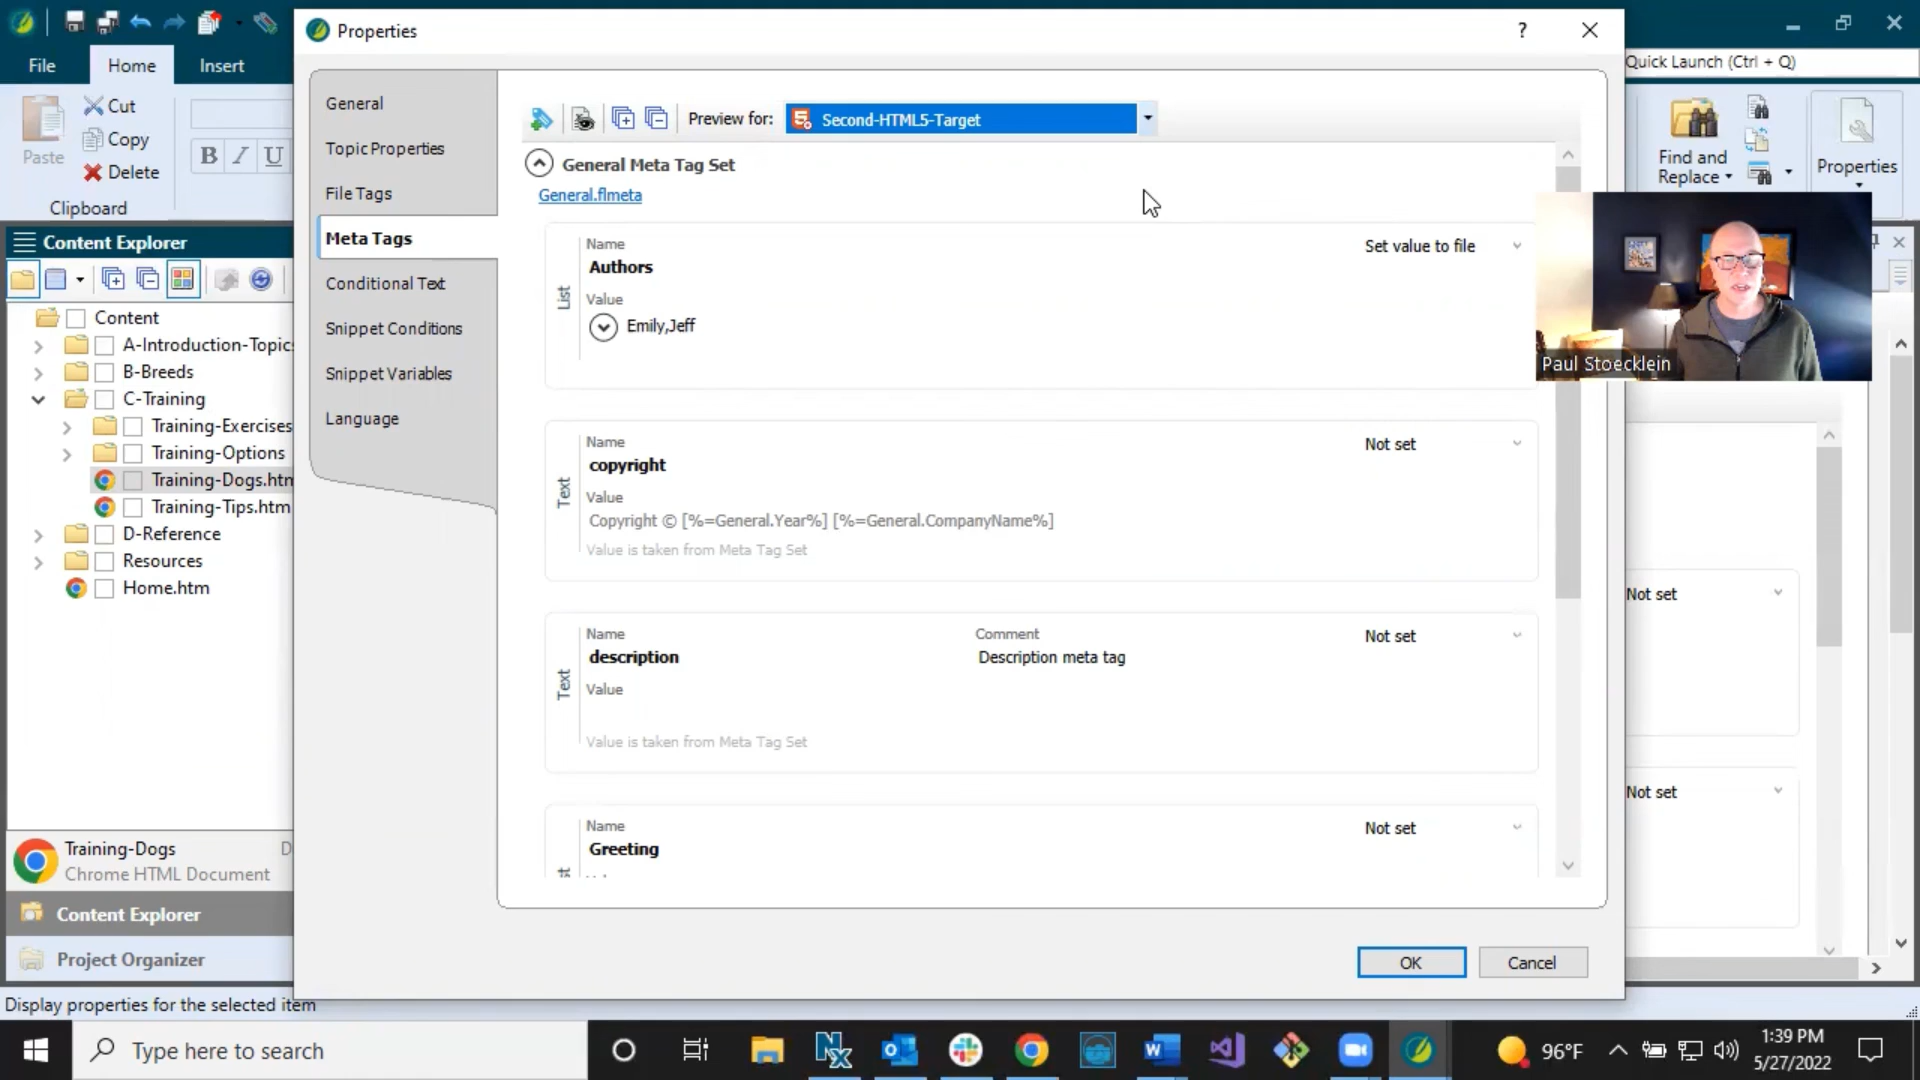 Properties
?
File
Home
Insert
Quick Launch (Ctrl + Q)
Paste
Cut
Copy
Delete
B I U
Clipboard
Find and
Replace
Properties
General
Topic Properties
File Tags
Meta Tags
Conditional Text
Snippet Conditions
Snippet Variables
Language
Preview for:
Second-HTML5-Target
General Meta Tag Set
General.flmeta
List
Name
Authors
Value
Emily,Jeff
Set value to file
Text
Name
copyright
Value
Copyright © [%=General.Year%] [%=General.CompanyName%]
Value is taken from Meta Tag Set
Not set
Text
Name
description
Comment
Description meta tag
Value
Value is taken from Meta Tag Set
Not set
Name
Greeting
Not set
OK
Cancel
Paul Stoecklein
Not set
Not set
Content Explorer
Content
A-Introduction-Topics
B-Breeds
C-Training
Training-Exercises
Training-Options
Training-Dogs.htm
Training-Tips.htm
D-Reference
Resources
Home.htm
Training-Dogs
D
Chrome HTML Document
Content Explorer
Project Organizer
Display properties for the selected item
Type here to search
96°F
1:39 PM
5/27/2022